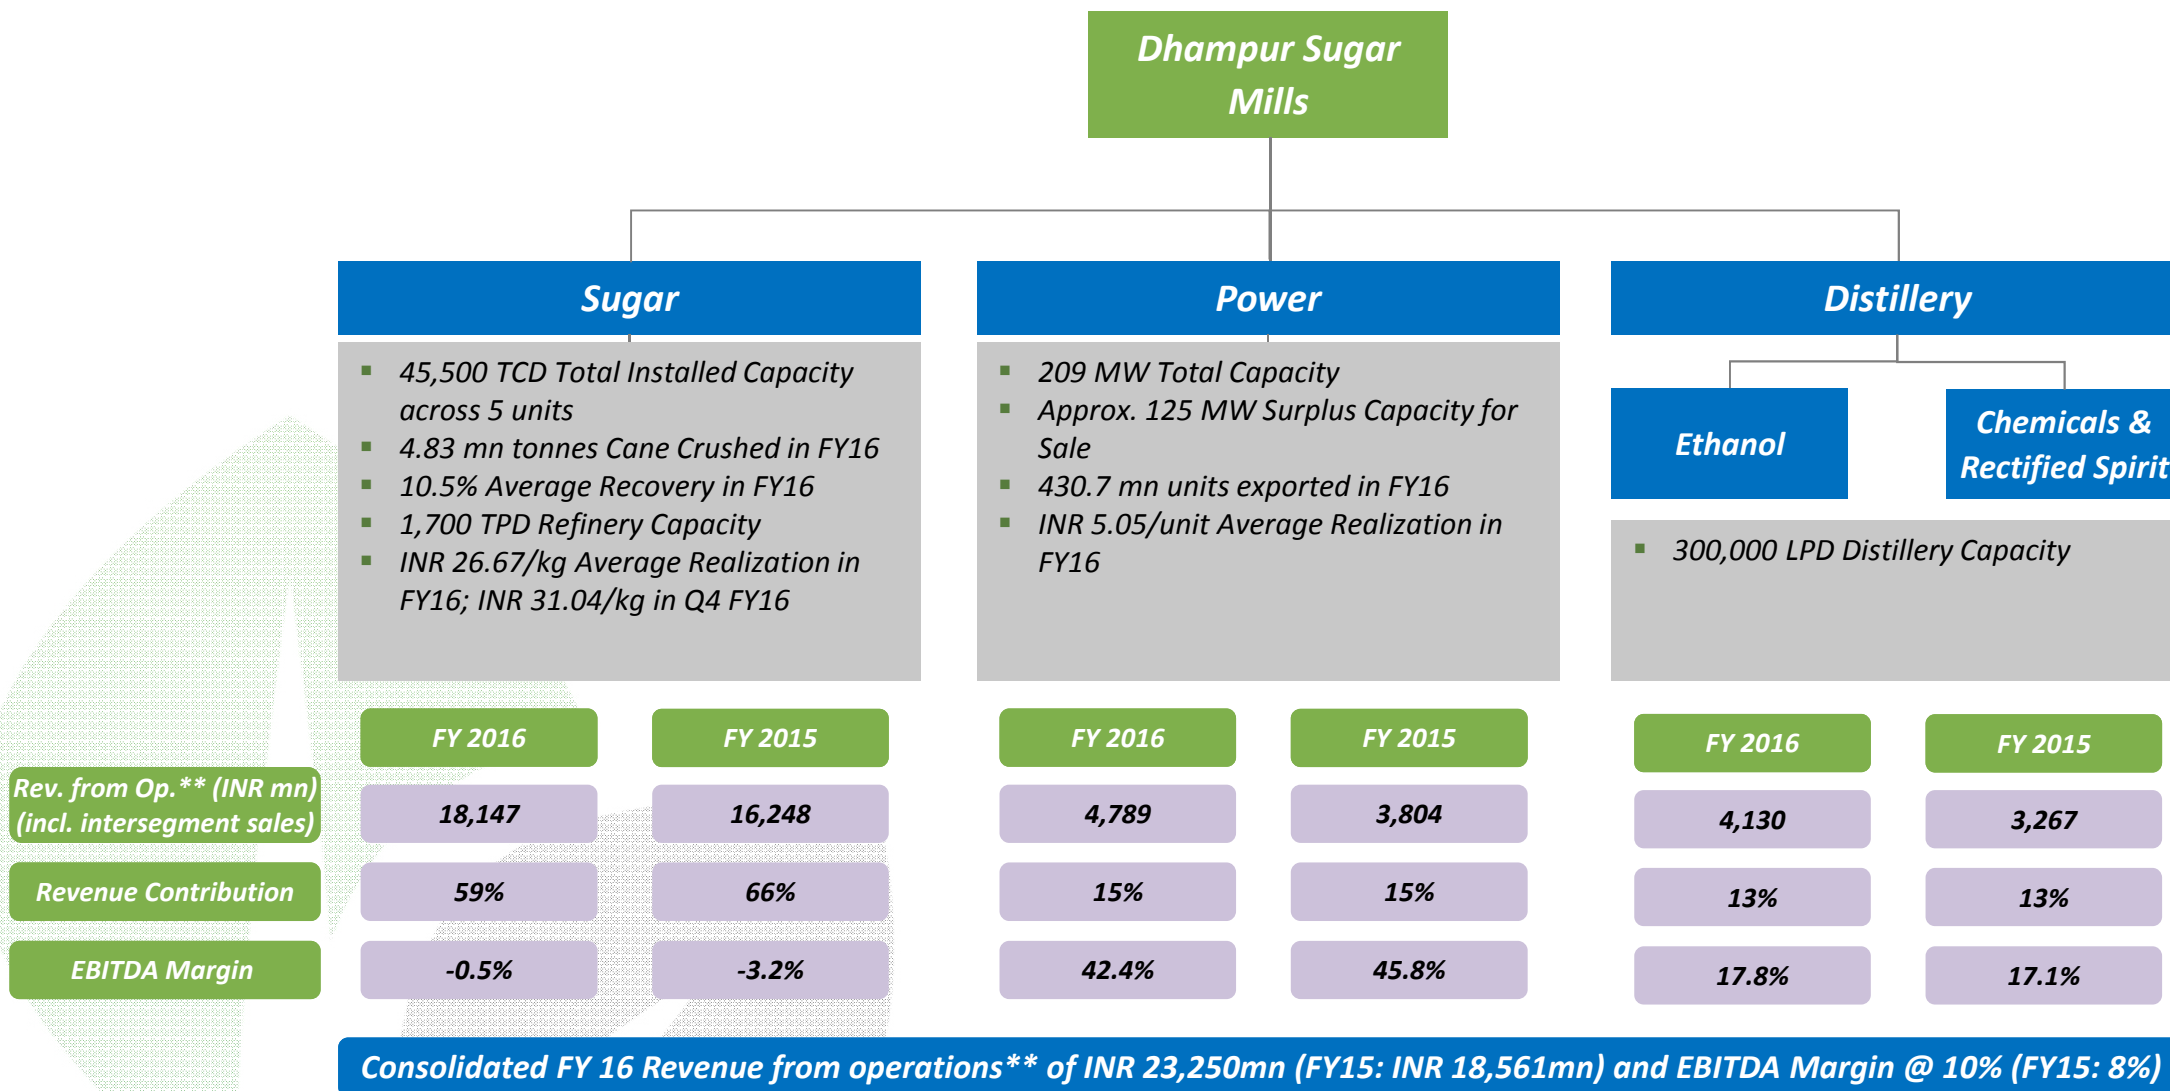 Dhampur Sugar
Mills
Sugar
▪ 45,500 TCD Total Installed Capacity
across 5 units
▪ 4.83 mn tonnes Cane Crushed in FY16
▪ 10.5% Average Recovery in FY16
▪ 1,700 TPD Refinery Capacity
▪ INR 26.67/kg Average Realization in
FY16; INR 31.04/kg in Q4 FY16
Power
▪ 209 MW Total Capacity
▪ Approx. 125 MW Surplus Capacity for
Sale
▪ 430.7 mn units exported in FY16
▪ INR 5.05/unit Average Realization in
FY16
Distillery
Ethanol
Chemicals &
Rectified Spirit
▪ 300,000 LPD Distillery Capacity
FY 2016 FY 2015 FY 2016 FY 2015 FY 2016 FY 2015
Rev. from Op.** (INR mn)
(incl. intersegment sales)
18,147 16,248 4,789 3,804 4,130 3,267
Revenue Contribution 59% 66% 15% 15% 13% 13%
EBITDA Margin -0.5% -3.2% 42.4% 45.8% 17.8% 17.1%
Consolidated FY 16 Revenue from operations** of INR 23,250mn (FY15: INR 18,561mn) and EBITDA Margin @ 10% (FY15: 8%)